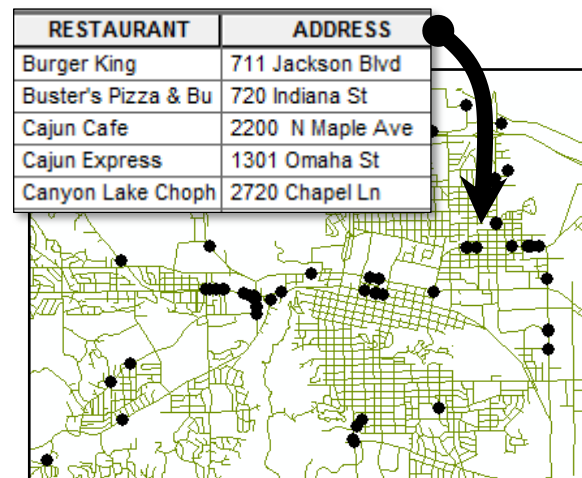 RESTAURANT ADDRESS
Burger King 711 Jackson Blvd
Buster's Pizza & Bu 720 Indiana St
Cajun Cafe 2200 N Maple Ave
Cajun Express 1301 Omaha St
Canyon Lake Choph 2720 Chapel Ln